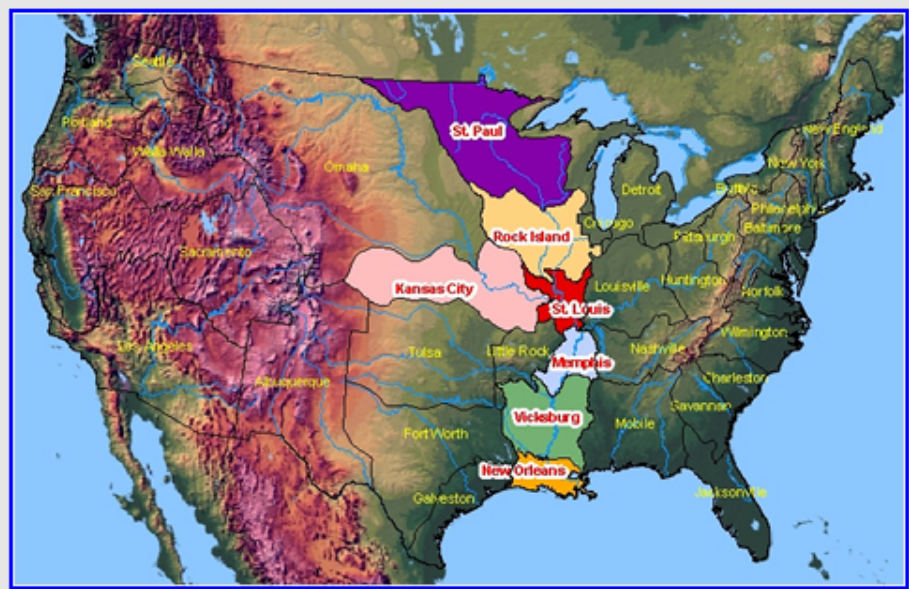 Seattle
Portland
Walla Walla
San Francisco
Sacramento
Los Angeles
Albuquerque
Omaha
St. Paul
Rock Island
Kansas City
St. Louis
Memphis
Vicksburg
New Orleans
Tulsa
Little Rock
Fort Worth
Galveston
Chicago
Detroit
Buffalo
New England
New York
Philadelphia
Baltimore
Pittsburgh
Huntington
Louisville
Norfolk
Nashville
Wilmington
Charleston
Savannah
Mobile
Jacksonville